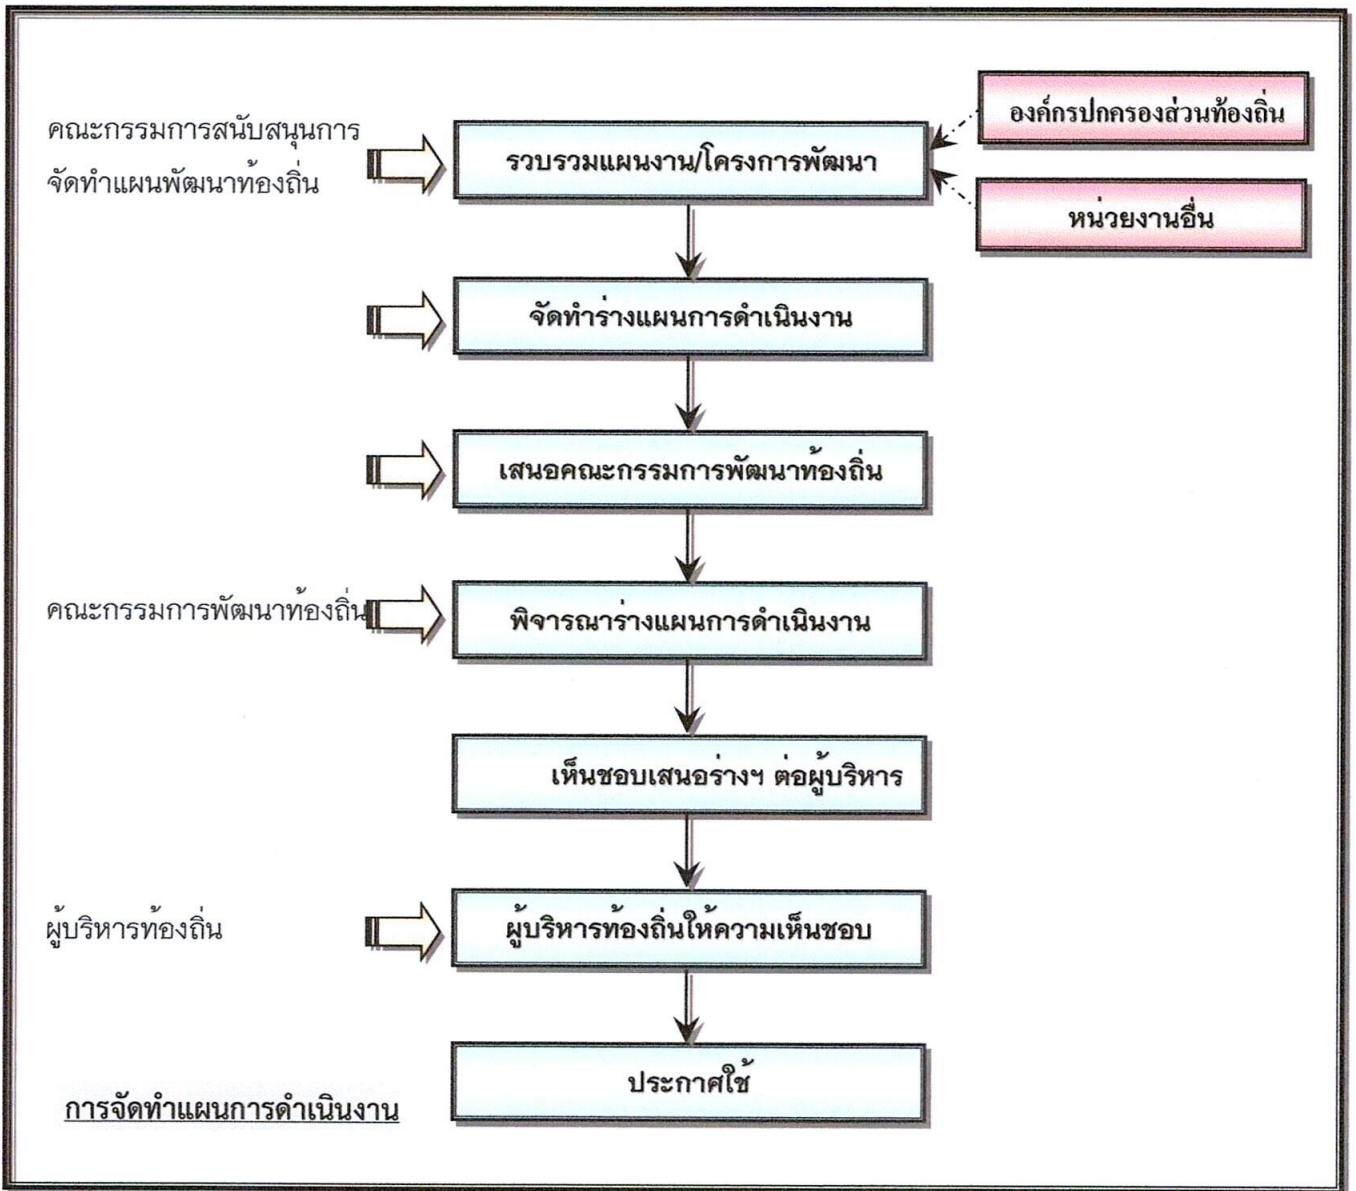 องค์กรปกครองส่วนท้องถิ่น
คณะกรรมการสนับสนุนการ
จัดทำแผนพัฒนาท้องถิ่น
รวบรวมแผนงาน/โครงการพัฒนา
หน่วยงานอื่น
จัดทำร่างแผนการดำเนินงาน
เสนอคณะกรรมการพัฒนาท้องถิ่น
คณะกรรมการพัฒนาท้องถิ่น
พิจารณาร่างแผนการดำเนินงาน
เห็นชอบเสนอร่างฯ ต่อผู้บริหาร
ผู้บริหารท้องถิ่น
ผู้บริหารท้องถิ่นให้ความเห็นชอบ
ประกาศใช้
การจัดทำแผนการดำเนินงาน